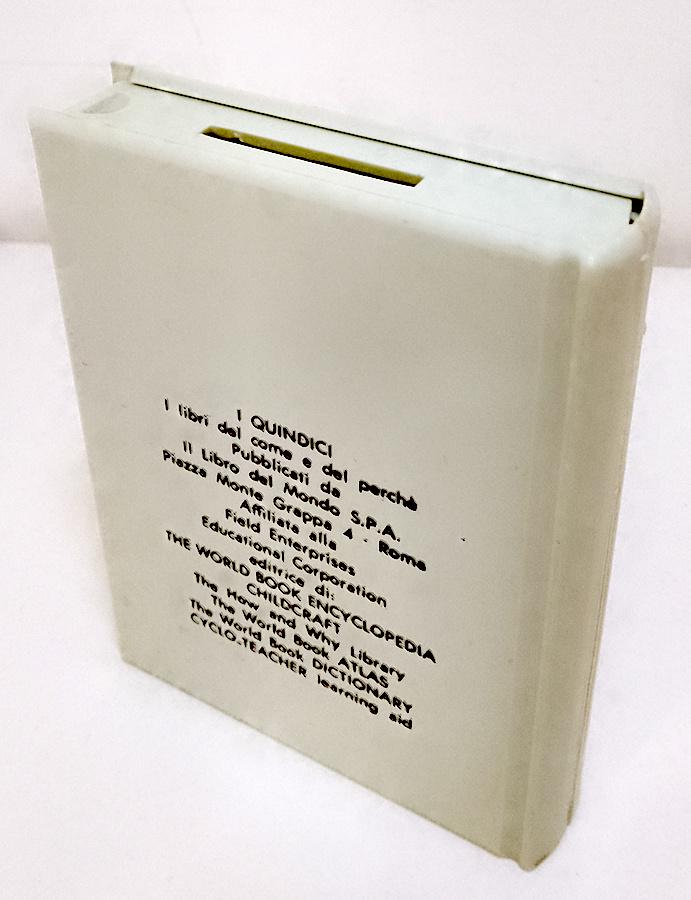 I QUINDICI
I libri del come e del perchè
Pubblicati da
Il Libro del Mondo S.P.A.
Piazza Monte Grappa 4 - Roma
Affiliata alla
Field Enterprises
Educational Corporation
editrice di:
THE WORLD BOOK ENCYCLOPEDIA
CHILDCRAFT
The How and Why Library
The World Book ATLAS
The World Book DICTIONARY
CYCLO-TEACHER learning aid